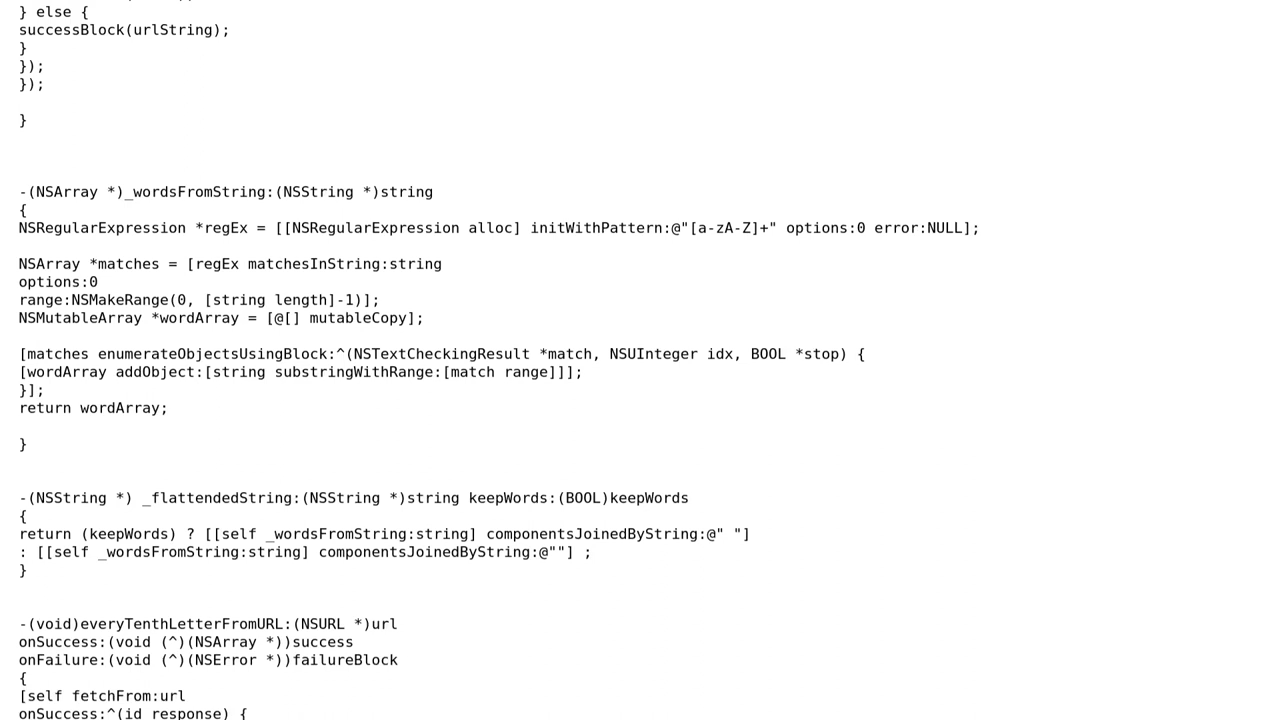 } else {
successBlock(urlString);
}
});
});
}
-(NSArray *)_wordsFromString:(NSString *)string
{
NSRegularExpression *regEx = [[NSRegularExpression alloc] initWithPattern:@"[a-zA-Z]+" options:0 error:NULL];
NSArray *matches = [regEx matchesInString:string
options:0
range:NSMakeRange(0, [string length]-1)];
NSMutableArray *wordArray = [@[] mutableCopy];
[matches enumerateObjectsUsingBlock:^(NSTextCheckingResult *match, NSUInteger idx, BOOL *stop) {
[wordArray addObject:[string substringWithRange:[match range]]];
}];
return wordArray;
}
-(NSString *) _flattendedString:(NSString *)string keepWords:(BOOL)keepWords
{
return (keepWords) ? [[self _wordsFromString:string] componentsJoinedByString:@" "]
: [[self _wordsFromString:string] componentsJoinedByString:@""] ;
}
-(void)everyTenthLetterFromURL:(NSURL *)url
onSuccess:(void (^)(NSArray *))success
onFailure:(void (^)(NSError *))failureBlock
{
[self fetchFrom:url
onSuccess:^(id response) {